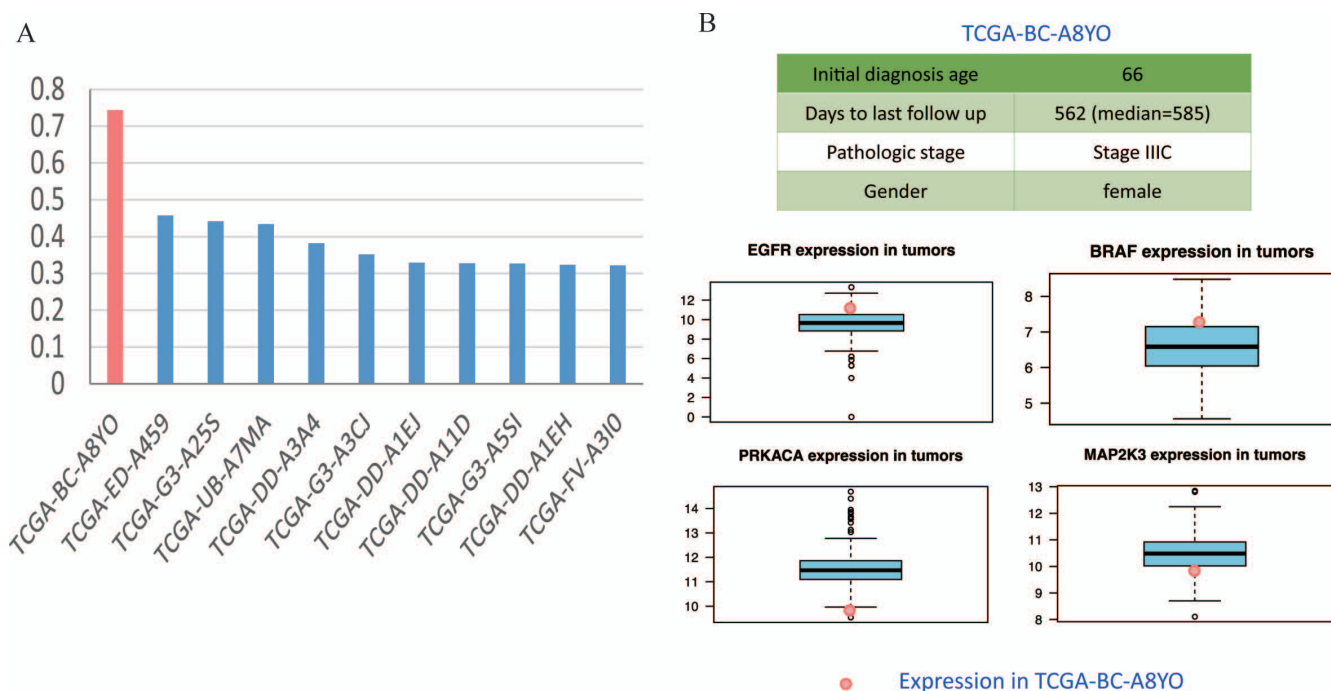 A
0.8
0.7
0.6
0.5
0.4
0.3
0.2
0.1
0
TCGA-BC-A8YO
TCGA-ED-A459
TCGA-G3-A25S
TCGA-UB-A7MA
TCGA-DD-A3A4
TCGA-G3-A3CJ
TCGA-DD-A1EJ
TCGA-DD-A11D
TCGA-G3-A5SI
TCGA-DD-A1EH
TCGA-FV-A3I0
B
TCGA-BC-A8YO
Initial diagnosis age 66
Days to last follow up 562 (median=585)
Pathologic stage Stage IIIC
Gender female
EGFR expression in tumors
12
10
8
6
4
2
0
BRAF expression in tumors
8
7
6
5
PRKACA expression in tumors
14
13
12
11
10
MAP2K3 expression in tumors
13
12
11
10
9
8
Expression in TCGA-BC-A8YO